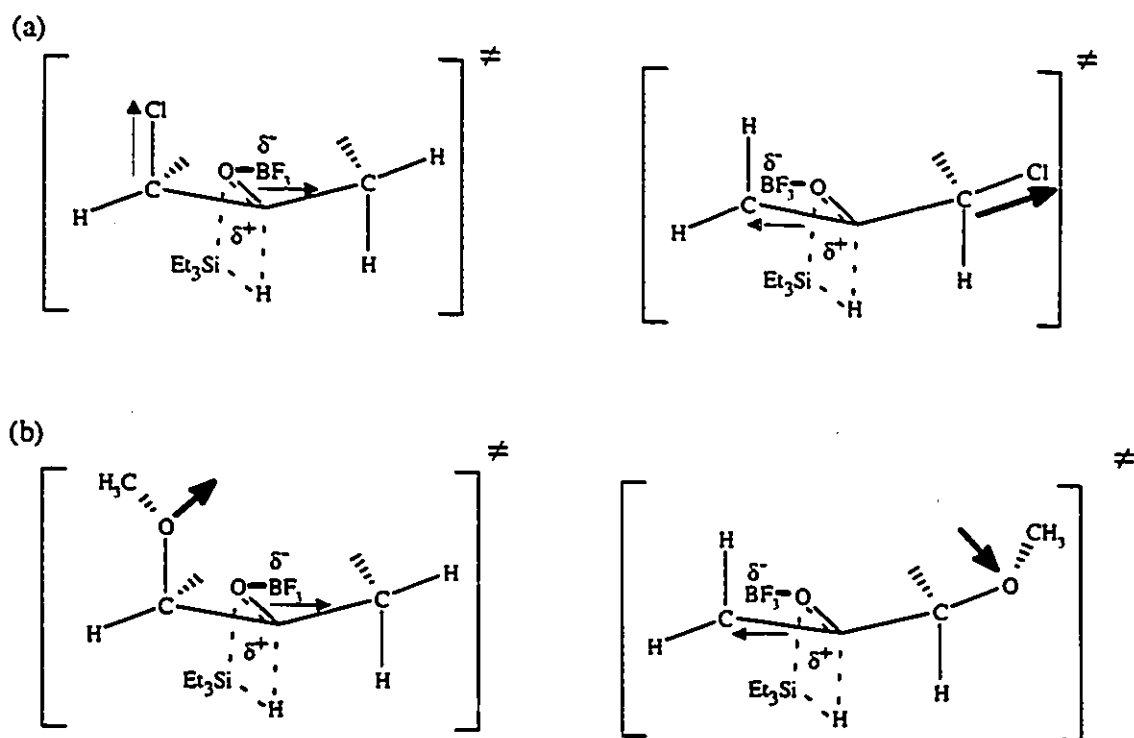 (a)
≠
Cl
δ⁻
O BF₃
H C C H
δ⁺
H
Et₃Si H
≠
H
δ⁻
BF₃ O Cl
C C
H
δ⁺
H
Et₃Si H
(b)
≠
H₃C
O
δ⁻
O BF₃
H C C H
δ⁺
H
Et₃Si H
≠
H
δ⁻
BF₃ O CH₃
C C O
H
δ⁺
H
Et₃Si H